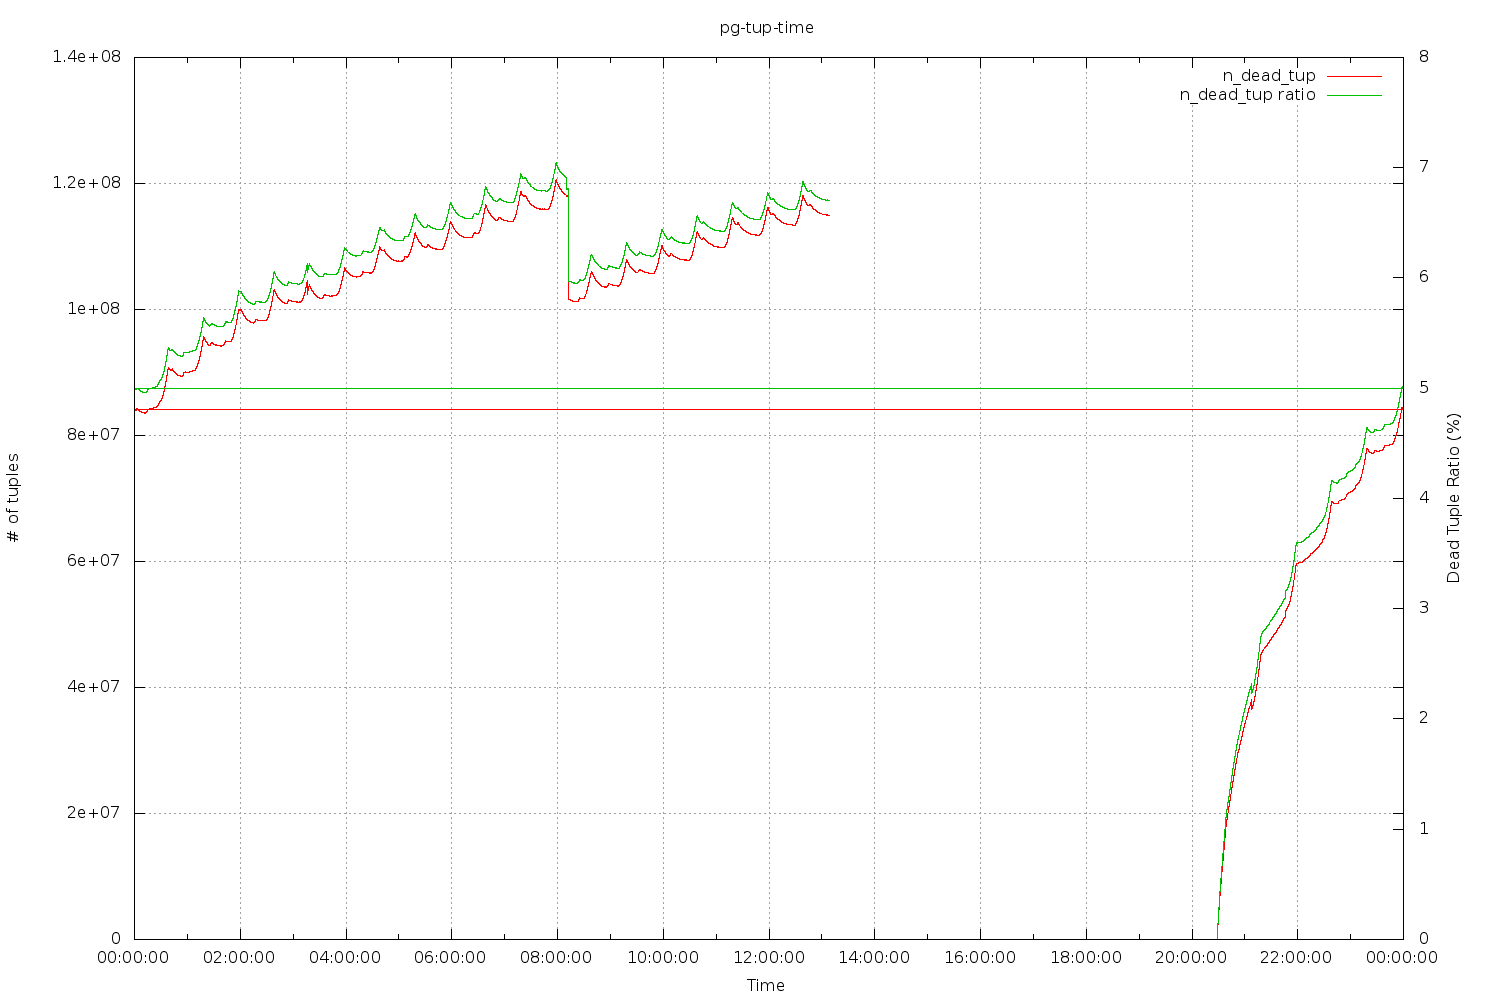 pg-tup-time
n_dead_tup
n_dead_tup ratio
1.4e+08
1.2e+08
1e+08
8e+07
6e+07
4e+07
2e+07
0
# of tuples
8
7
6
5
4
3
2
1
0
Dead Tuple Ratio (%)
00:00:00 02:00:00 04:00:00 06:00:00 08:00:00 10:00:00 12:00:00 14:00:00 16:00:00 18:00:00 20:00:00 22:00:00 00:00:00
Time